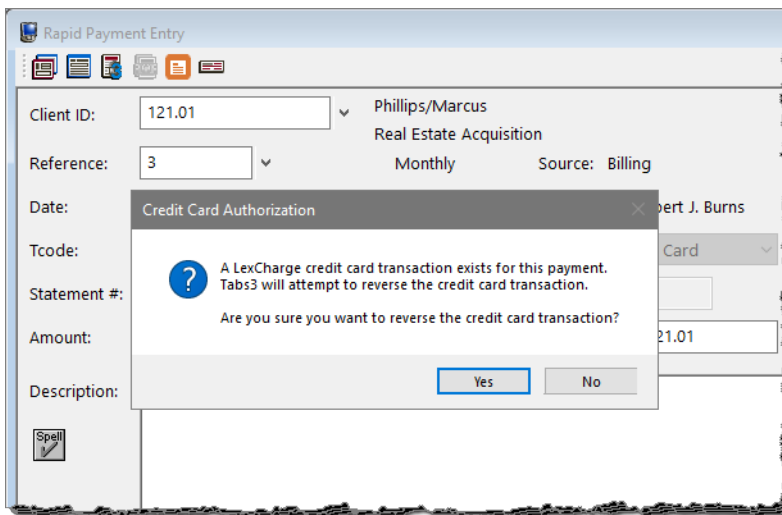 Rapid Payment Entry
Client ID: 121.01 Phillips/Marcus
Real Estate Acquisition
Reference: 3 Monthly Source: Billing
Date: J. Burns
Credit Card Authorization
Tcode: Card
A LexCharge credit card transaction exists for this payment.
Tabs3 will attempt to reverse the credit card transaction.
Statement #:
Are you sure you want to reverse the credit card transaction?
Amount: 21.01
Yes No
Description:
Spell